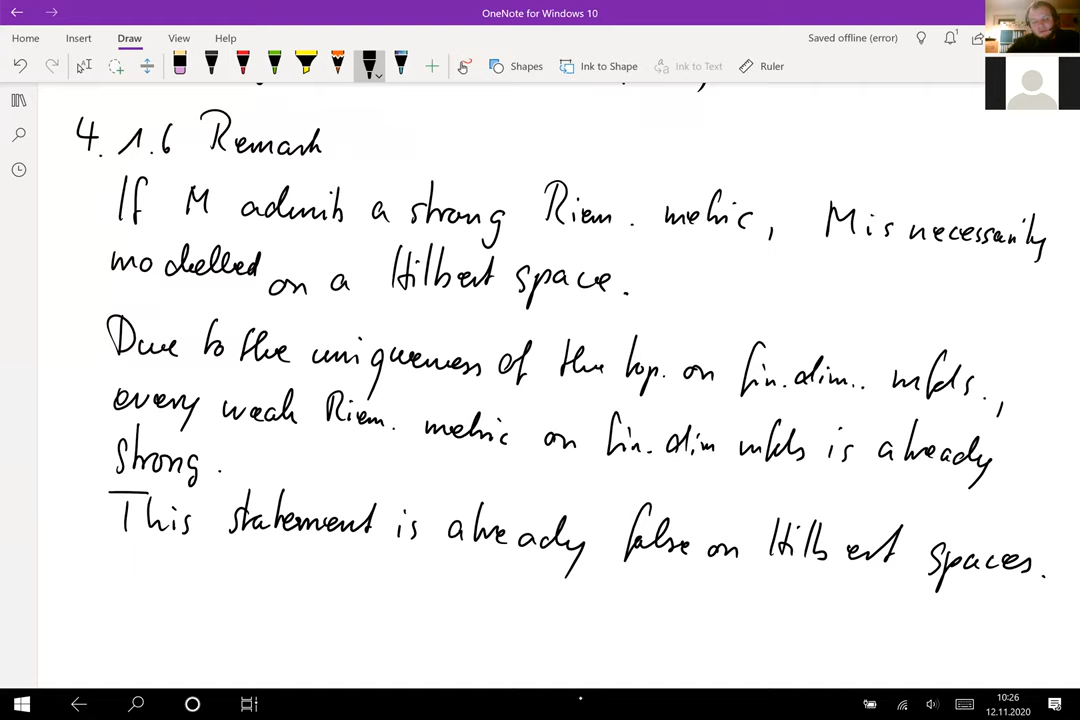 OneNote for Windows 10
Home Insert Draw View Help
Saved offline (error)
Shapes Ink to Shape Ink to Text Ruler
4.1.6 Remark
If M admits a strong Riem. metric, M is necessarily
modelled on a Hilbert space.
Due to the uniqueness of the top. on fin.dim. mfds.,
every weak Riem. metric on fin.dim mfds is already
strong.
This statement is already false on Hilbert spaces.
10:26
12.11.2020